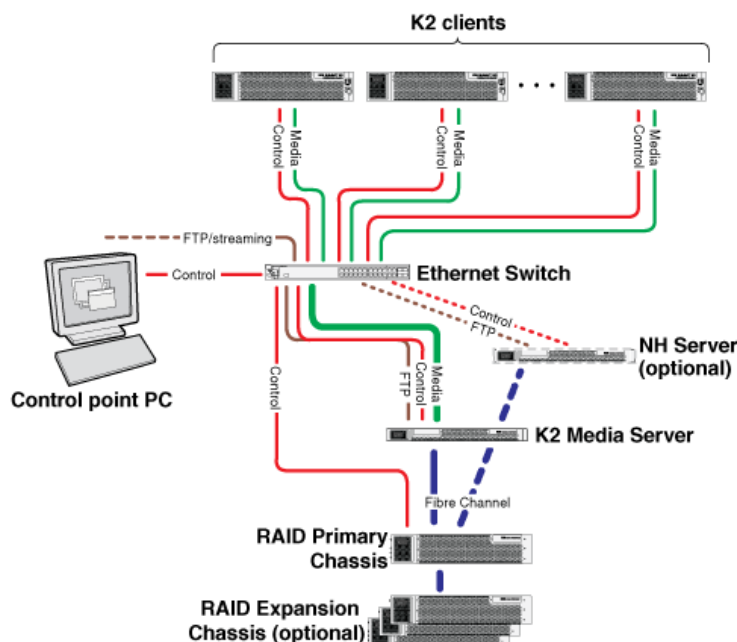 K2 clients
Control
Media
Control
Media
Control
Media
FTP/streaming
Control
Ethernet Switch
Control
FTP
NH Server
(optional)
Control point PC
Control
FTP
Control
Media
K2 Media Server
Fibre Channel
RAID Primary
Chassis
RAID Expansion
Chassis (optional)